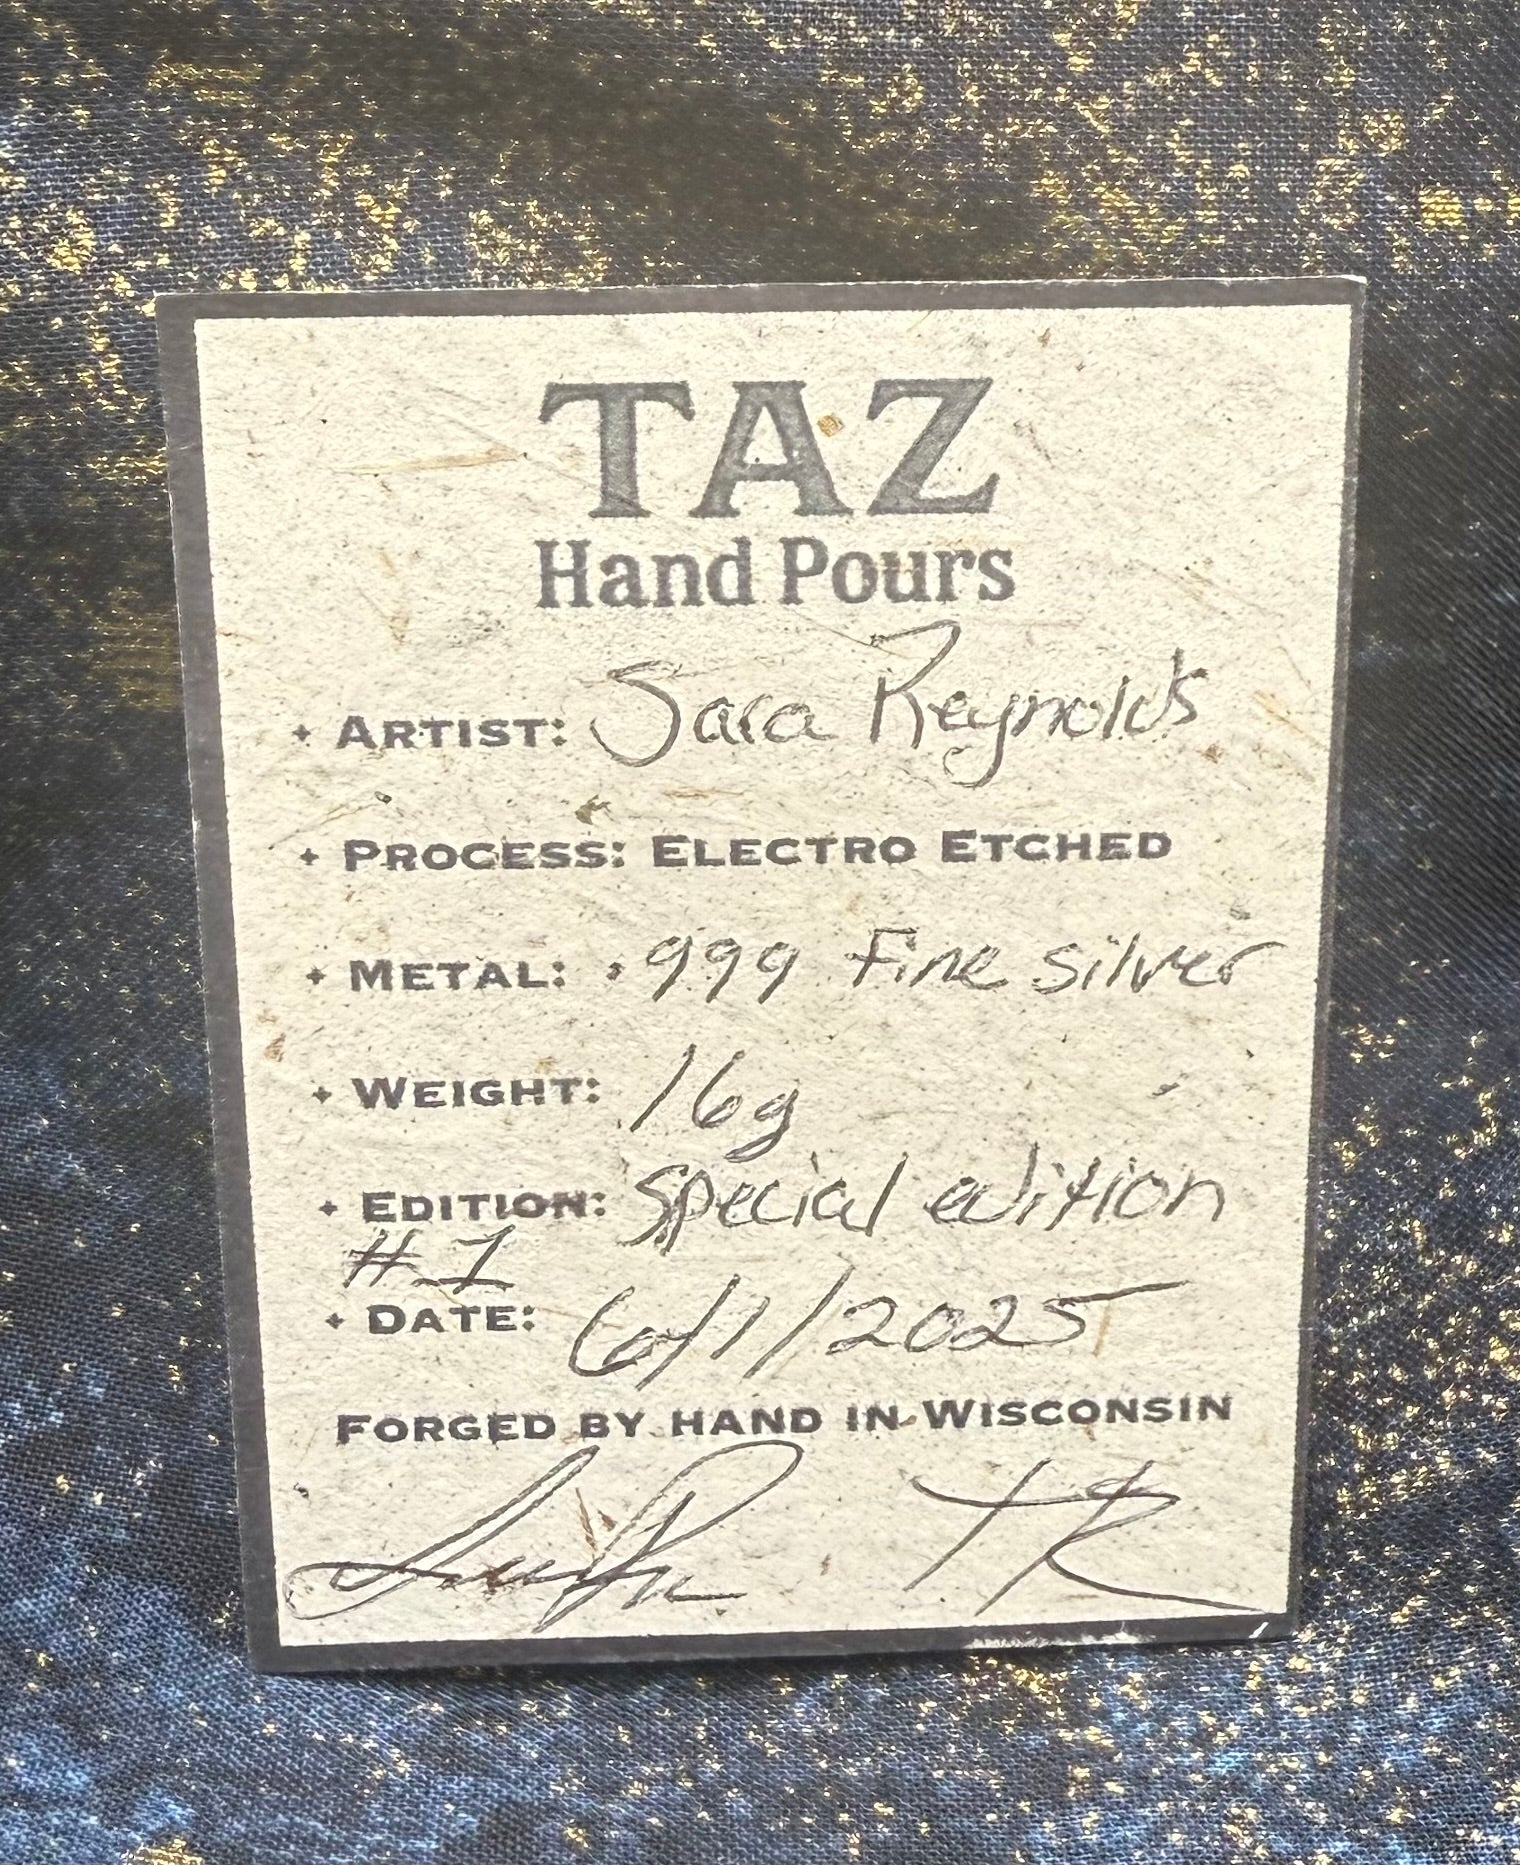 TAZ
Hand Pours
+ ARTIST: Sara Reynolds
+ PROCESS: ELECTRO ETCHED
+ METAL: .999 Fine silver
+ WEIGHT: 16g
+ EDITION: Special edition
#1
+ DATE: 6/1/2025
FORGED BY HAND IN WISCONSIN
TR